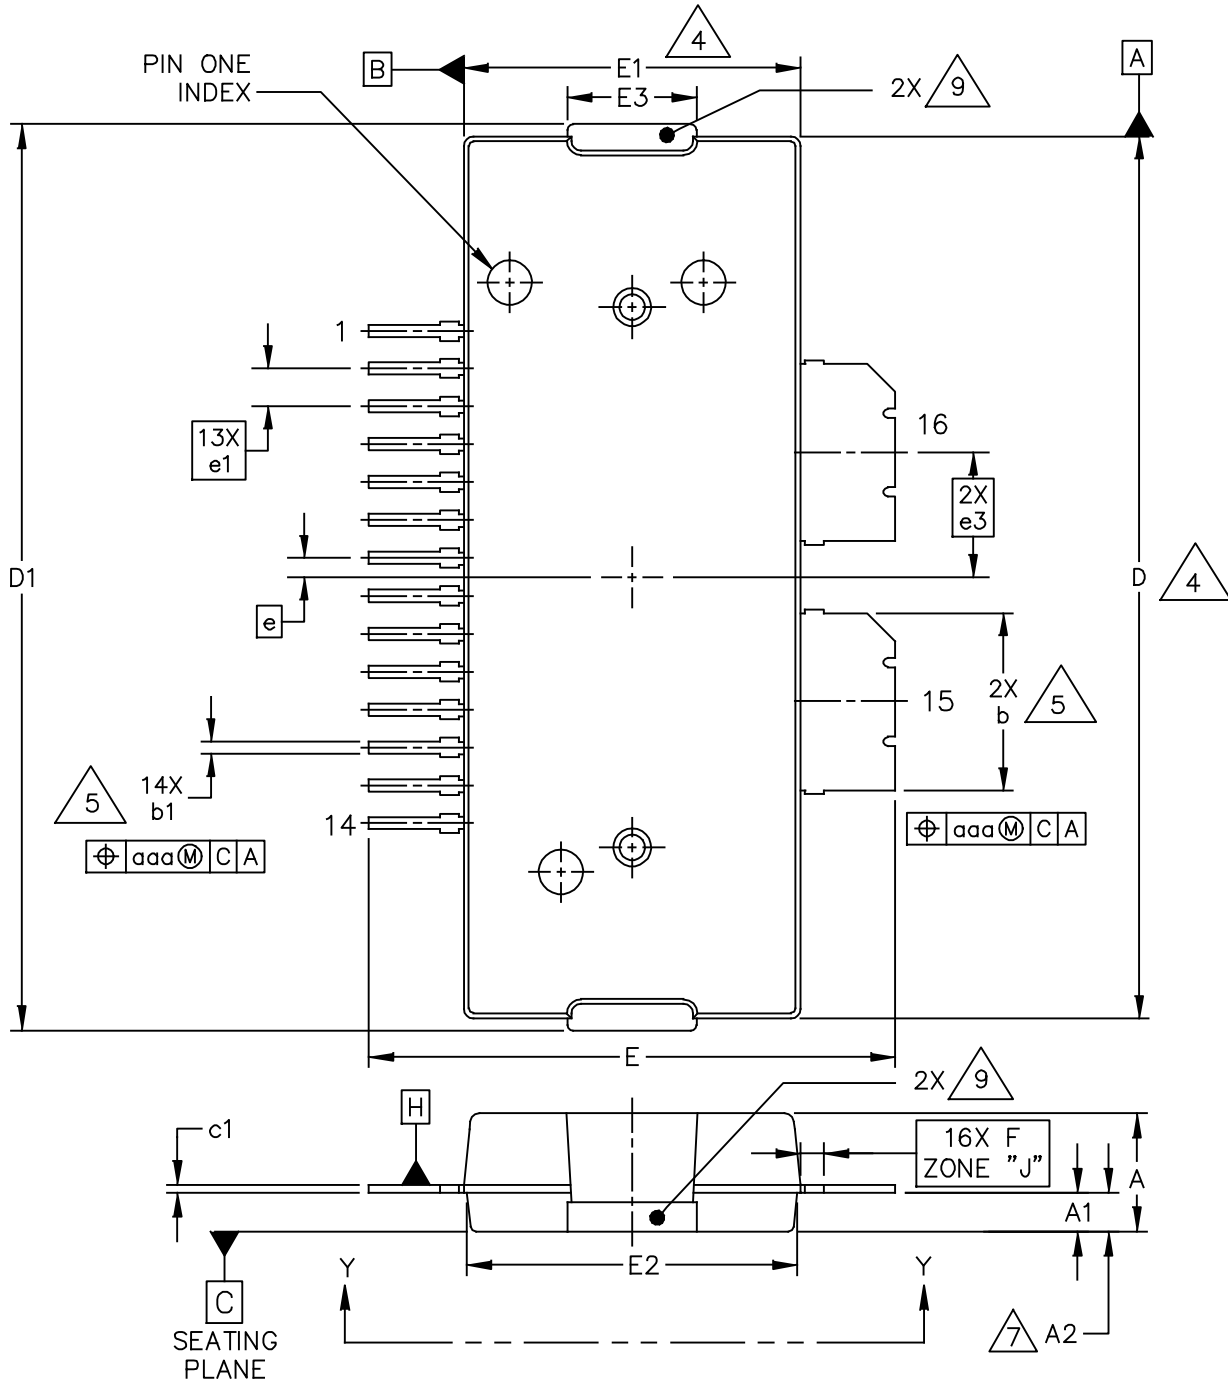 PIN ONE
INDEX
B
E1
4
E3
2X 9
A
1
13X
e1
16
2X
e3
D1
e
D
4
15
2X
b
5
5
14X
b1
14
⌖ aaa Ⓜ C A
⌖ aaa Ⓜ C A
E
H
2X 9
c1
16X F
ZONE "J"
A
A1
E2
Y
Y
C
SEATING
PLANE
7 A2